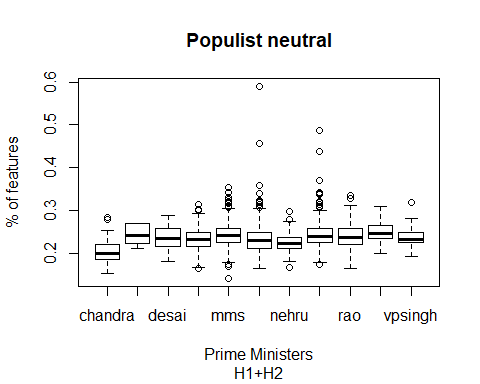 Populist neutral
% of features
0.6
0.5
0.4
0.3
0.2
chandra desai mms nehru rao vpsingh
Prime Ministers
H1+H2